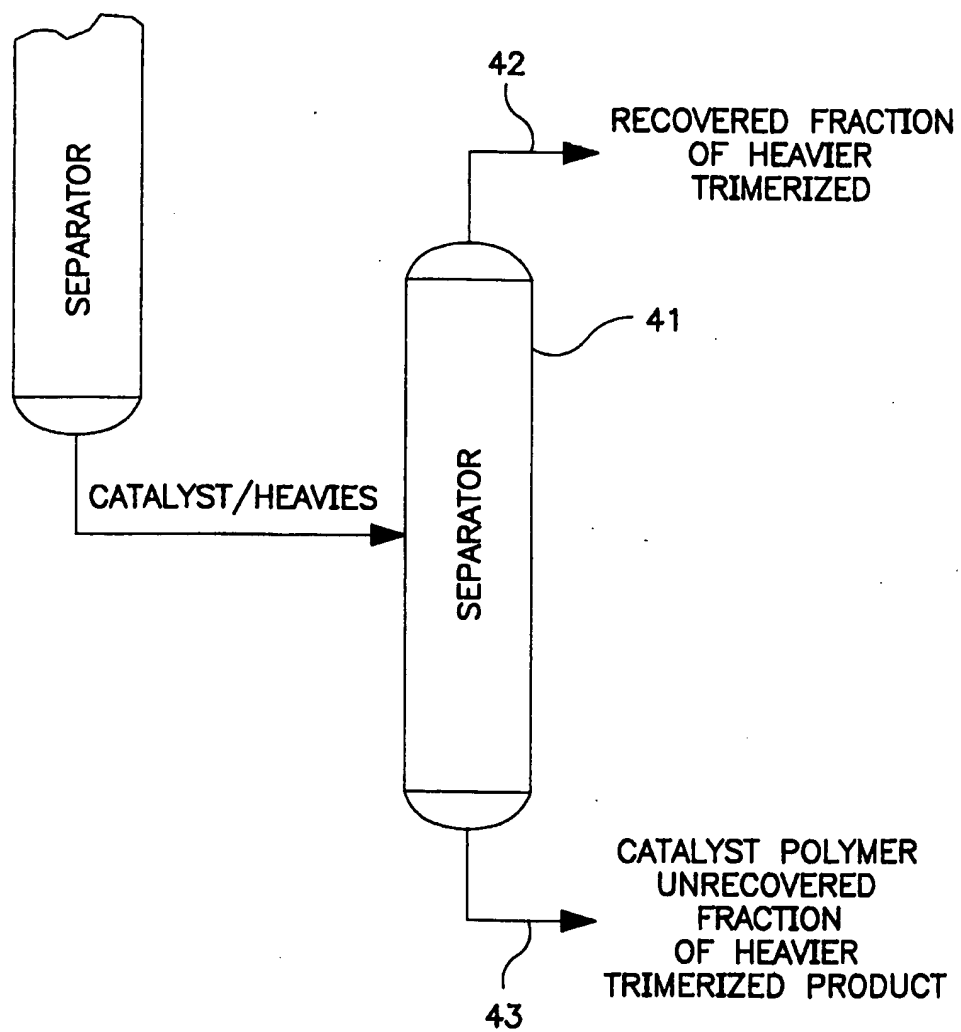 42
RECOVERED FRACTION
OF HEAVIER
TRIMERIZED
SEPARATOR
41
CATALYST/HEAVIES
SEPARATOR
CATALYST POLYMER
UNRECOVERED
FRACTION
OF HEAVIER
TRIMERIZED PRODUCT
43